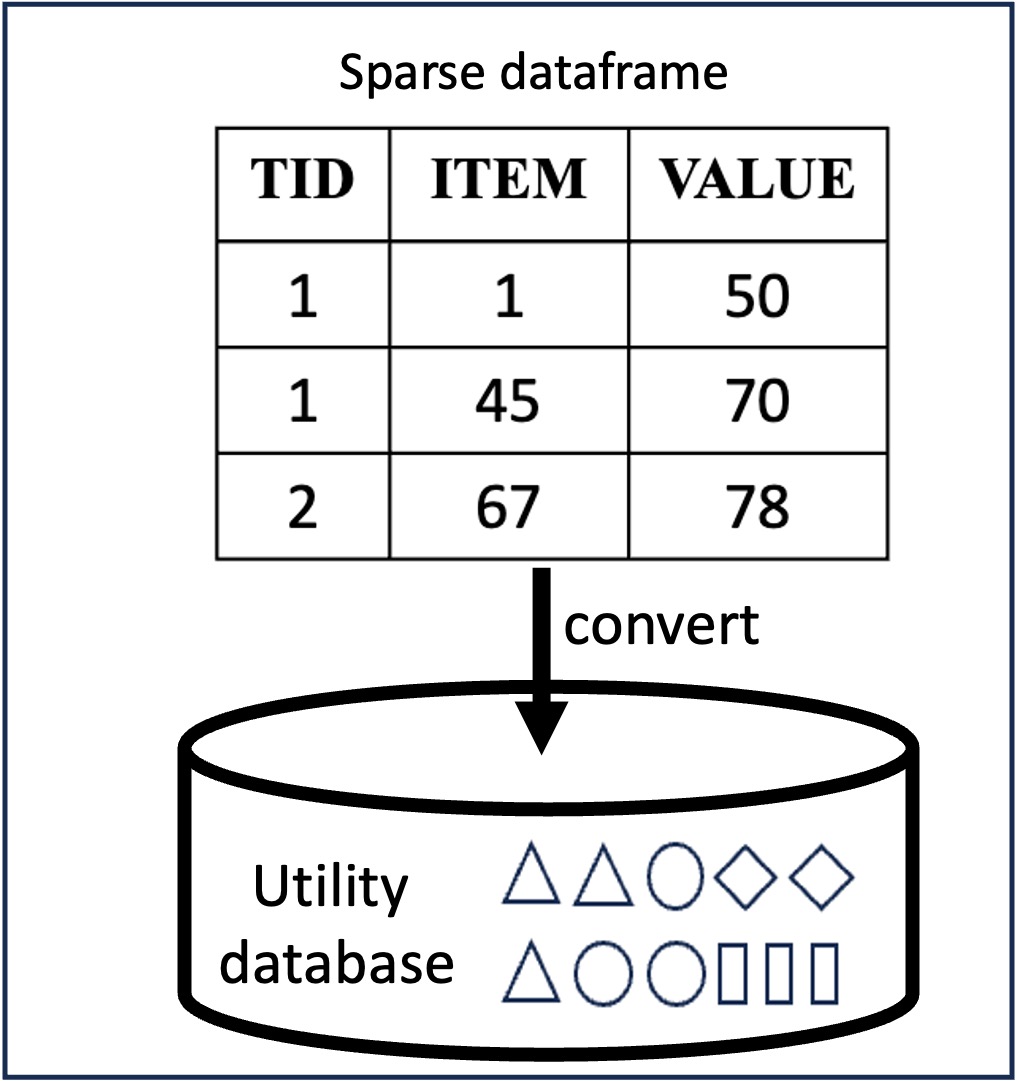 Sparse dataframe
TID ITEM VALUE
1 1 50
1 45 70
2 67 78
convert
Utility
database